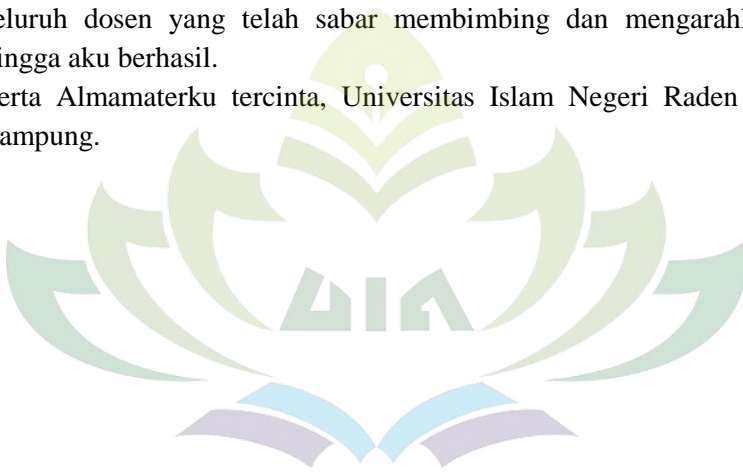 eluruh dosen yang telah sabar membimbing dan mengarahl
ingga aku berhasil.
erta Almamaterku tercinta, Universitas Islam Negeri Raden
ampung.
UIN